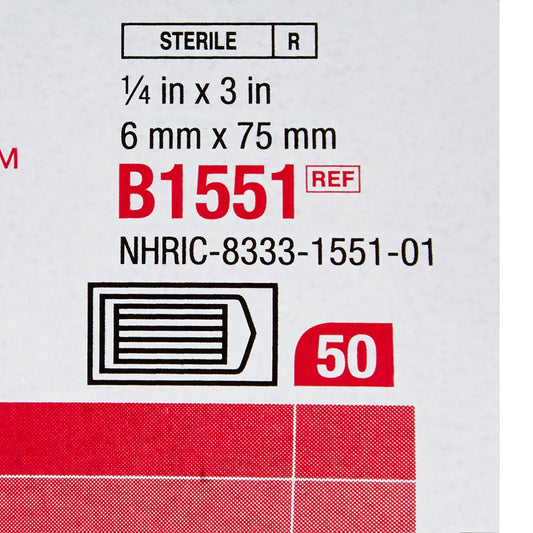 STERILE R
¼ in x 3 in
6 mm x 75 mm
M
B1551 REF
NHRIC-8333-1551-01
50